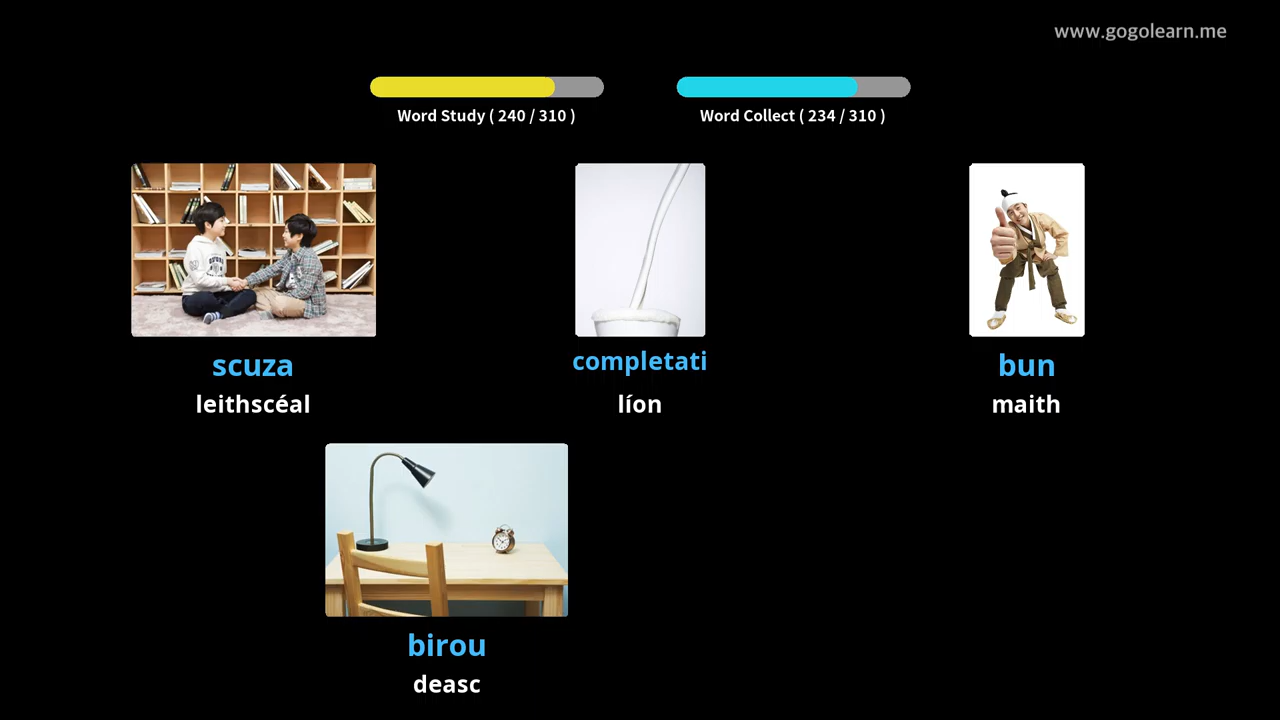 www.gogolearn.me
Word Study ( 240 / 310 )
Word Collect ( 234 / 310 )
scuza
leithscéal
completati
líon
bun
maith
birou
deasc